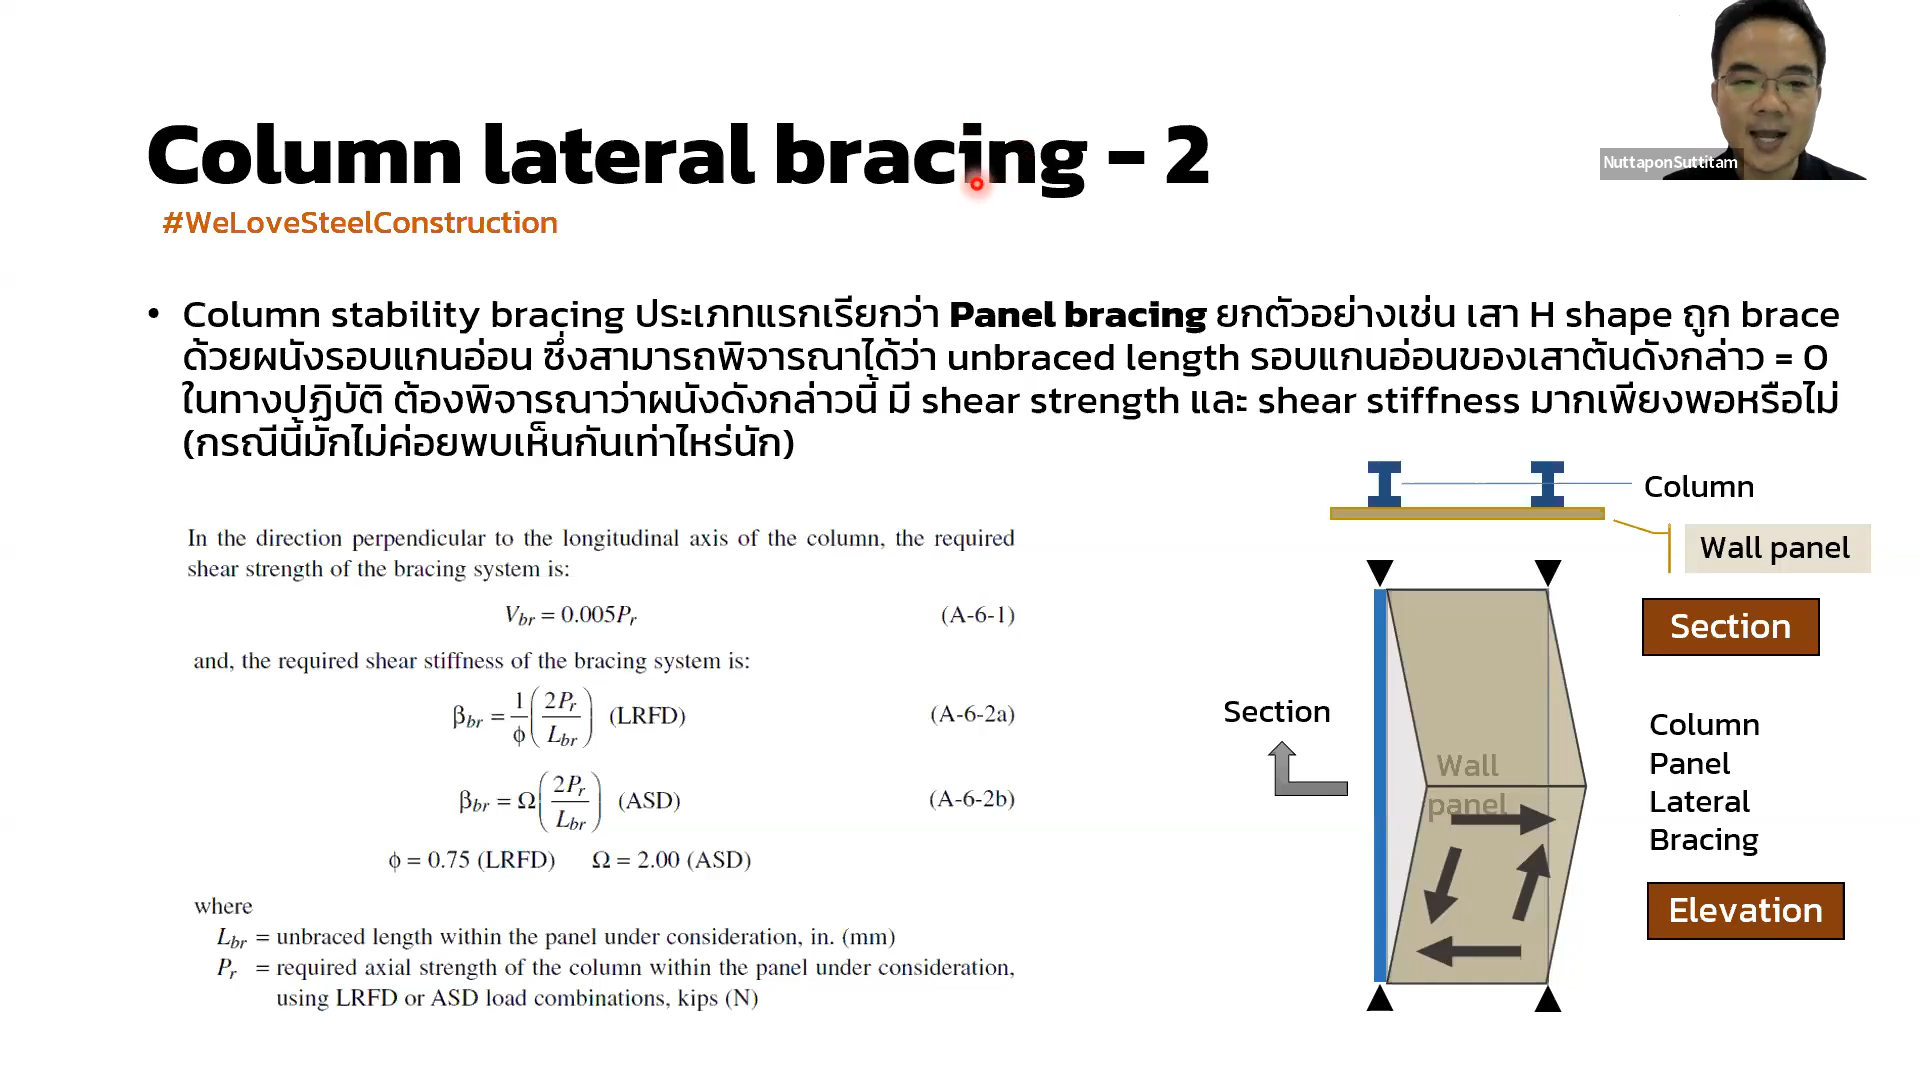 NuttaponSuttitam
Column lateral bracing – 2
#WeLoveSteelConstruction
• Column stability bracing ประเภทแรกเรียกว่า Panel bracing ยกตัวอย่างเช่น เสา H shape ถูก brace
ด้วยผนังรอบแกนอ่อน ซึ่งสามารถพิจารณาได้ว่า unbraced length รอบแกนอ่อนของเสาต้นดังกล่าว = 0
ในทางปฏิบัติ ต้องพิจารณาว่าผนังดังกล่าวนี้ มี shear strength และ shear stiffness มากเพียงพอหรือไม่
(กรณีนี้มักไม่ค่อยพบเห็นกันเท่าไหร่นัก)
In the direction perpendicular to the longitudinal axis of the column, the required
shear strength of the bracing system is:
V_br = 0.005P_r (A-6-1)
and, the required shear stiffness of the bracing system is:
β_br = 1/ϕ (2P_r / L_br) (LRFD) (A-6-2a)
β_br = Ω (2P_r / L_br) (ASD) (A-6-2b)
ϕ = 0.75 (LRFD) Ω = 2.00 (ASD)
where
L_br = unbraced length within the panel under consideration, in. (mm)
P_r = required axial strength of the column within the panel under consideration,
using LRFD or ASD load combinations, kips (N)
Column
Wall panel
Section
Section
Wall
panel
Column
Panel
Lateral
Bracing
Elevation